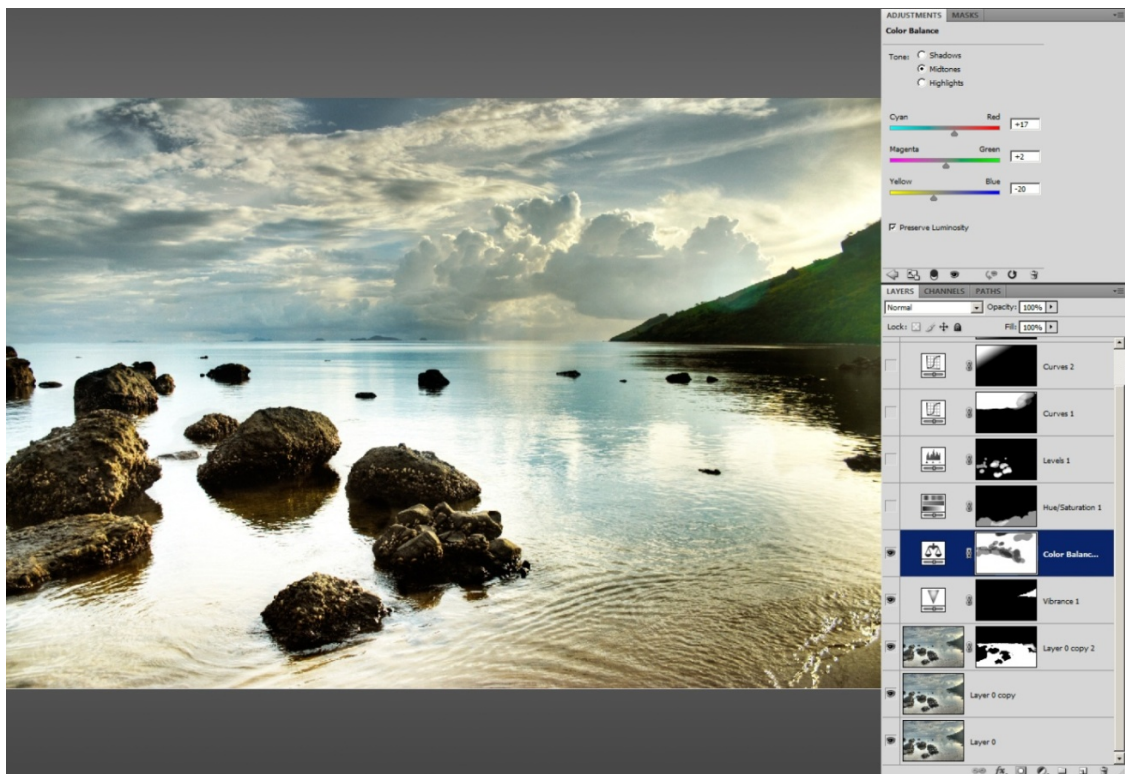 ADJUSTMENTS MASKS
Color Balance
Tone: Shadows
Midtones
Highlights
Cyan Red +17
Magenta Green +2
Yellow Blue -20
Preserve Luminosity
LAYERS CHANNELS PATHS
Normal Opacity: 100%
Lock: Fill: 100%
Curves 2
Curves 1
Levels 1
Hue/Saturation 1
Color Balanc...
Vibrance 1
Layer 0 copy 2
Layer 0 copy
Layer 0
fx.